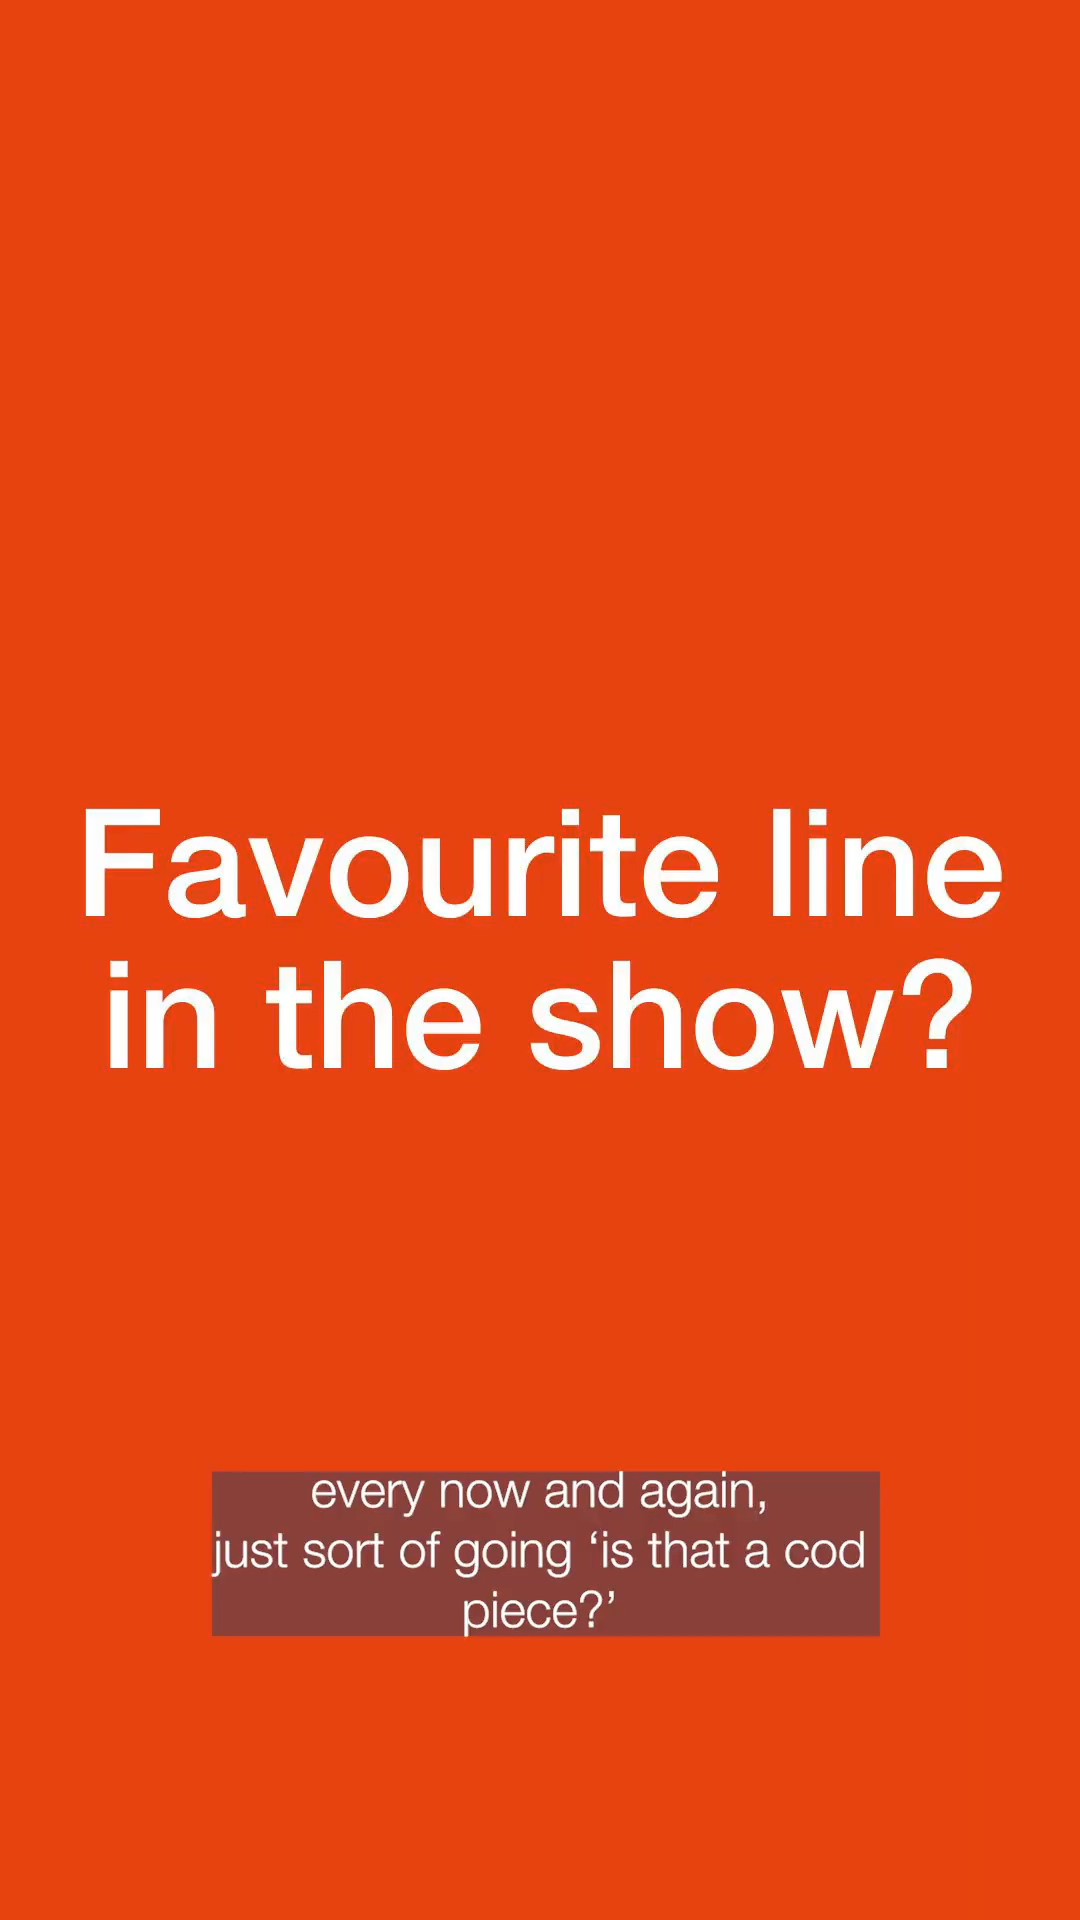 Favourite line
in the show?
every now and again,
just sort of going ‘is that a cod
piece?’